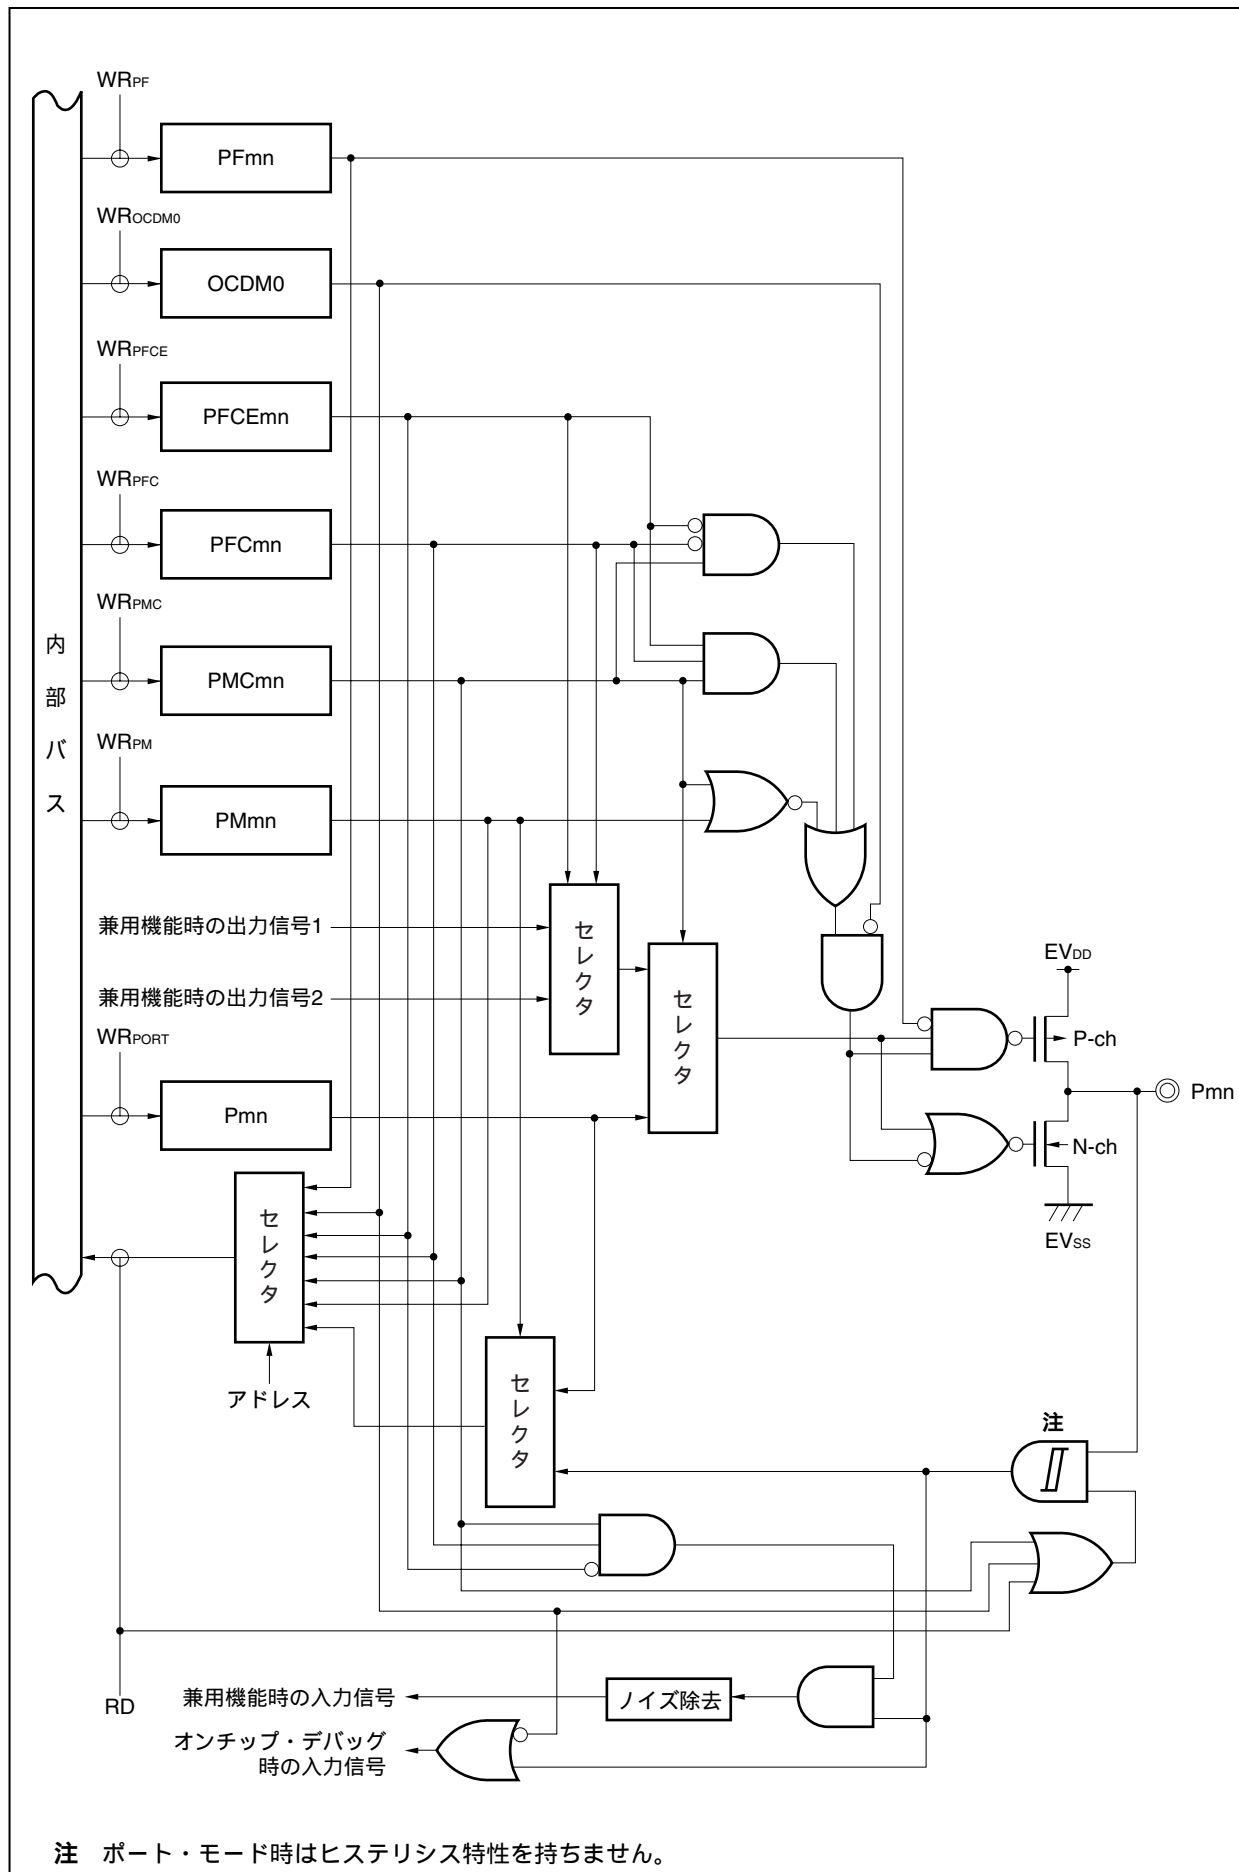 WRPF
PFmn
WROCDM0
OCDM0
WRPFCE
PFCEmn
WRPFC
PFCmn
WRPMC
内部バス
PMCmn
WRPM
PMmn
兼用機能時の出力信号1
セレクタ
兼用機能時の出力信号2
セレクタ
EVDD
WRPORT
P-ch
Pmn
Pmn
N-ch
セレクタ
EVSS
アドレス
セレクタ
注
RD
兼用機能時の入力信号
ノイズ除去
オンチップ・デバッグ
時の入力信号
注 ポート・モード時はヒステリシス特性を持ちません。